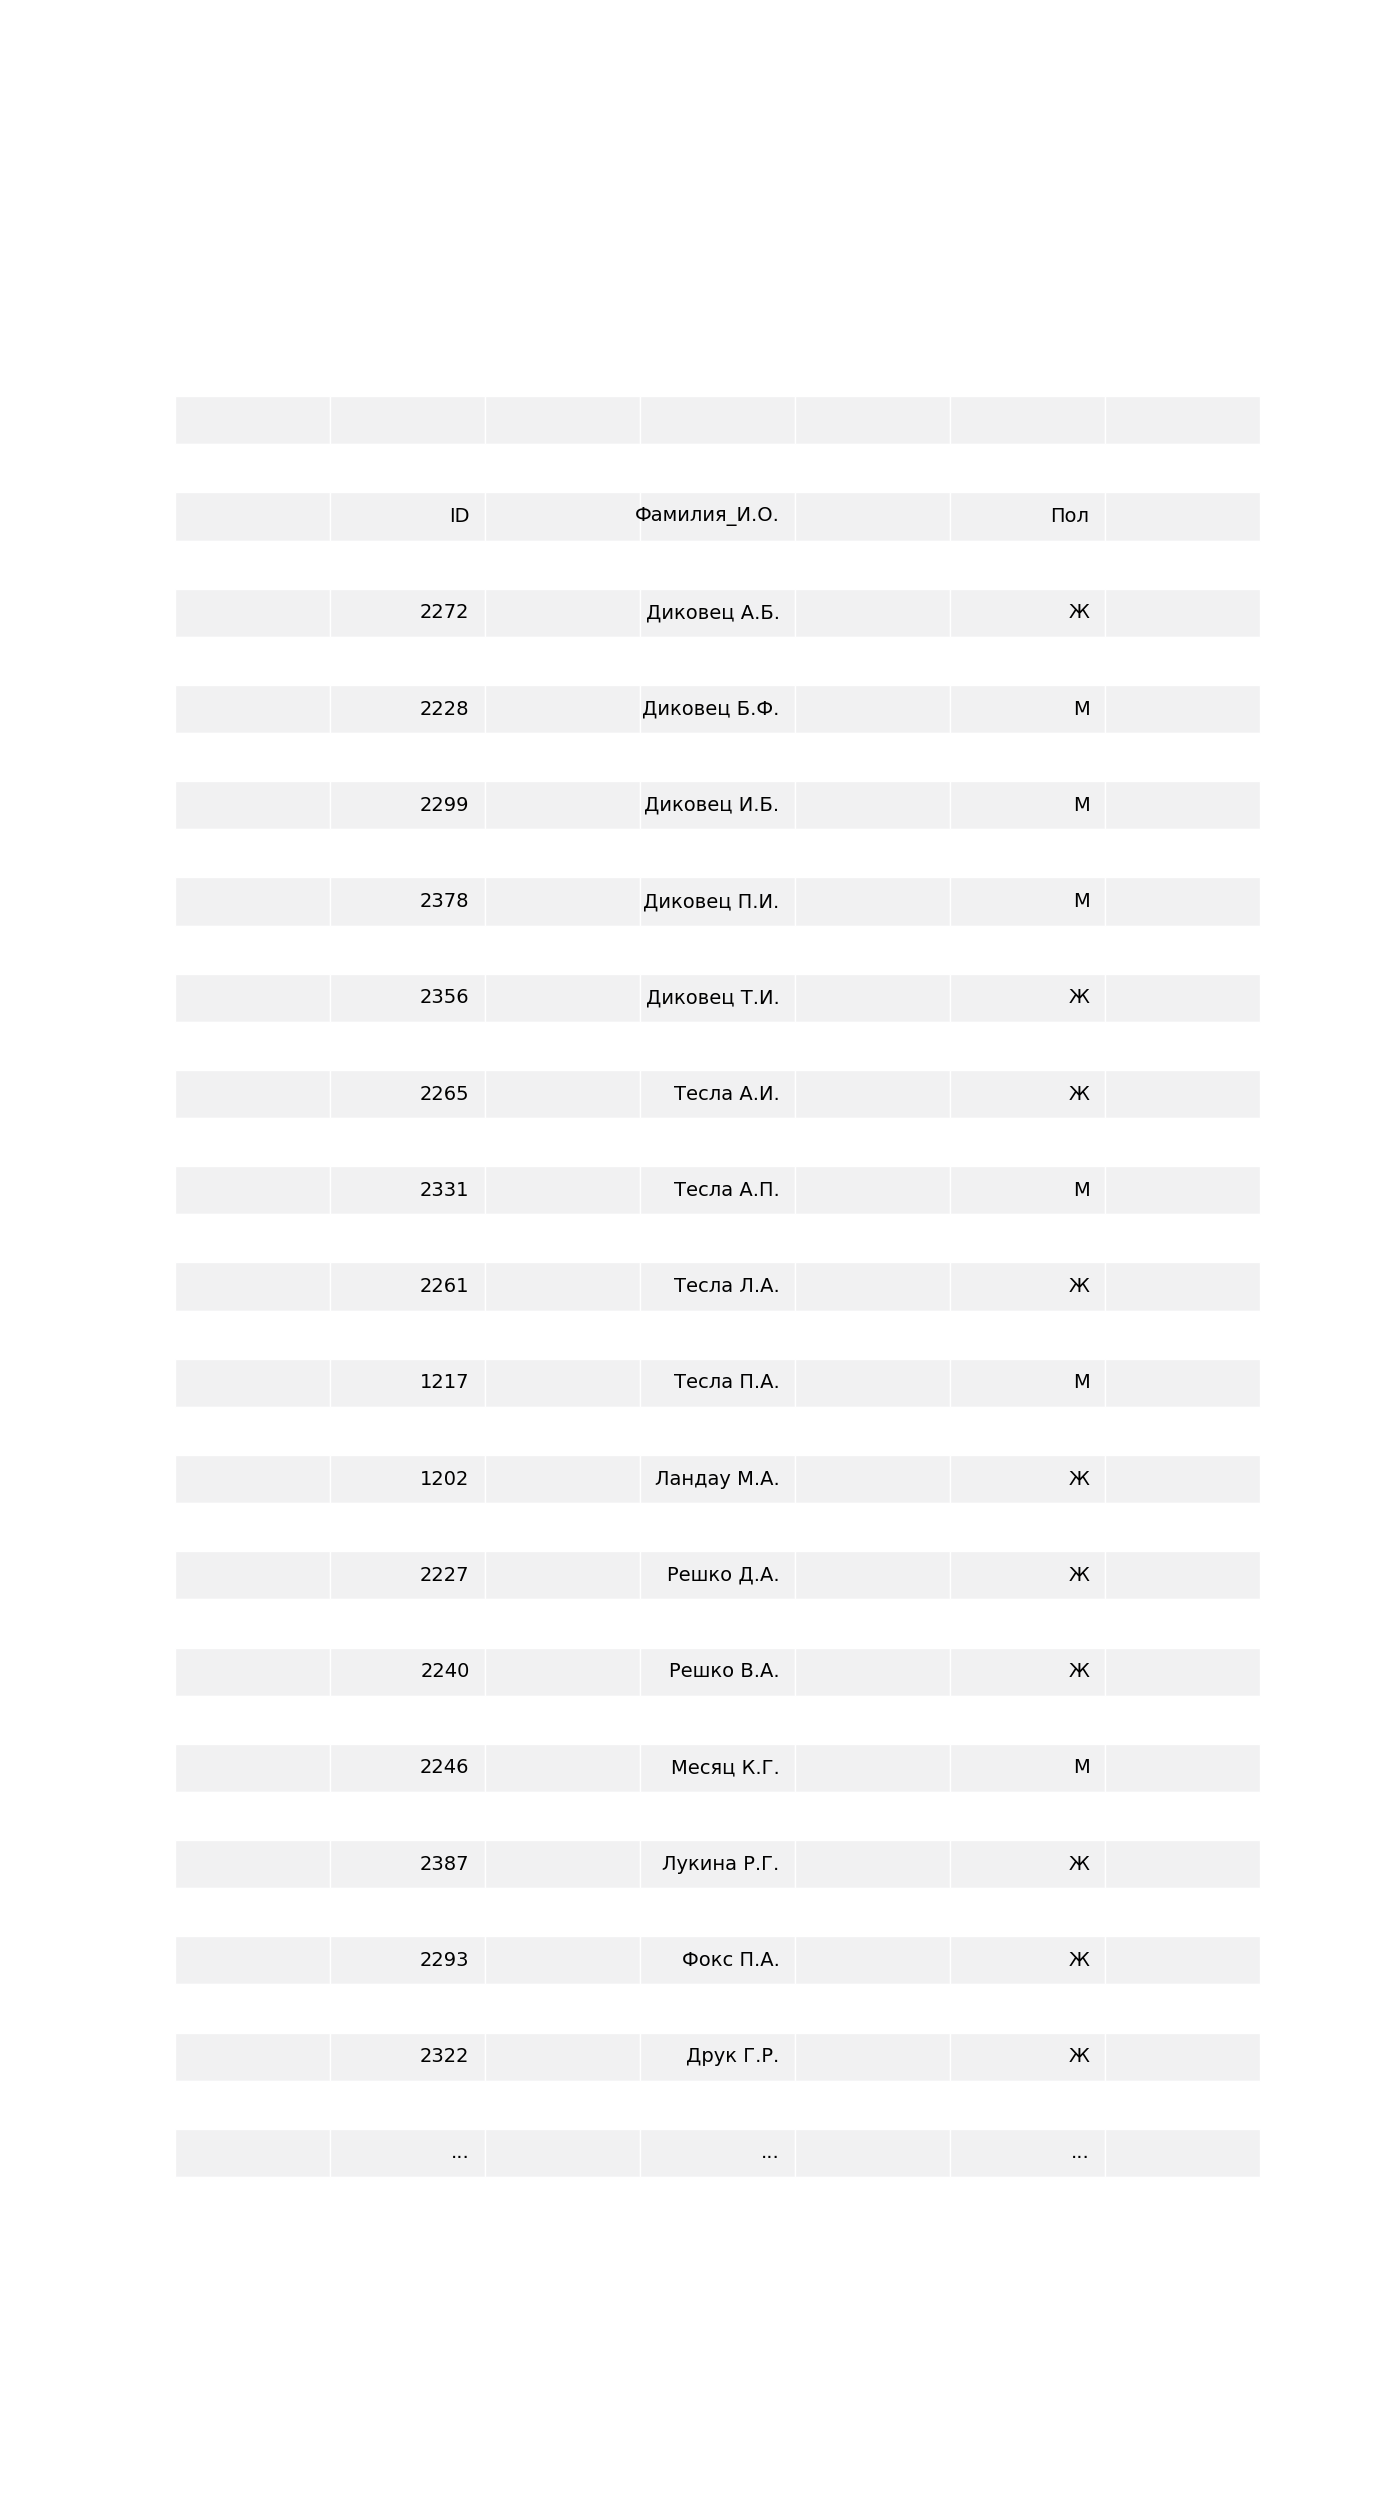 ID Фамилия_И.О. Пол
2272 Диковец А.Б. Ж
2228 Диковец Б.Ф. М
2299 Диковец И.Б. М
2378 Диковец П.И. М
2356 Диковец Т.И. Ж
2265 Тесла А.И. Ж
2331 Тесла А.П. М
2261 Тесла Л.А. Ж
1217 Тесла П.А. М
1202 Ландау М.А. Ж
2227 Решко Д.А. Ж
2240 Решко В.А. Ж
2246 Месяц К.Г. М
2387 Лукина Р.Г. Ж
2293 Фокс П.А. Ж
2322 Друк Г.Р. Ж
... ... ...